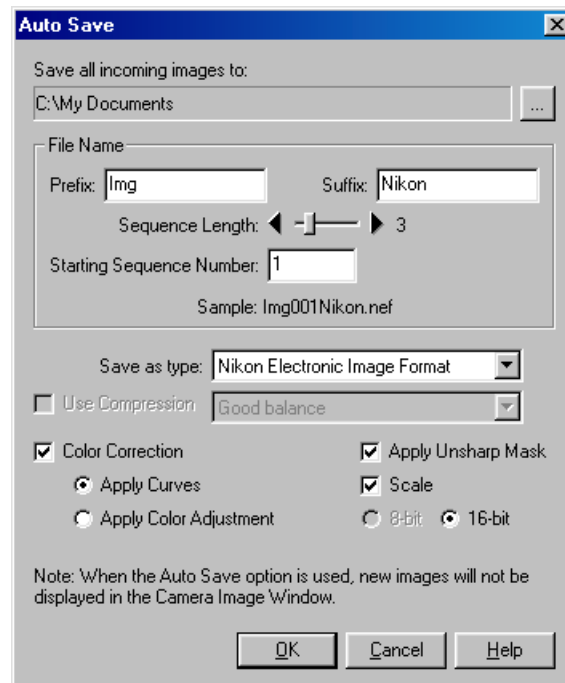 Auto Save
Save all incoming images to:
C:\My Documents
...
File Name
Prefix: Img Suffix: Nikon
Sequence Length: 3
Starting Sequence Number: 1
Sample: Img001Nikon.nef
Save as type: Nikon Electronic Image Format
Use Compression Good balance
Color Correction Apply Unsharp Mask
Apply Curves Scale
Apply Color Adjustment 8-bit 16-bit
Note: When the Auto Save option is used, new images will not be
displayed in the Camera Image Window.
OK Cancel Help